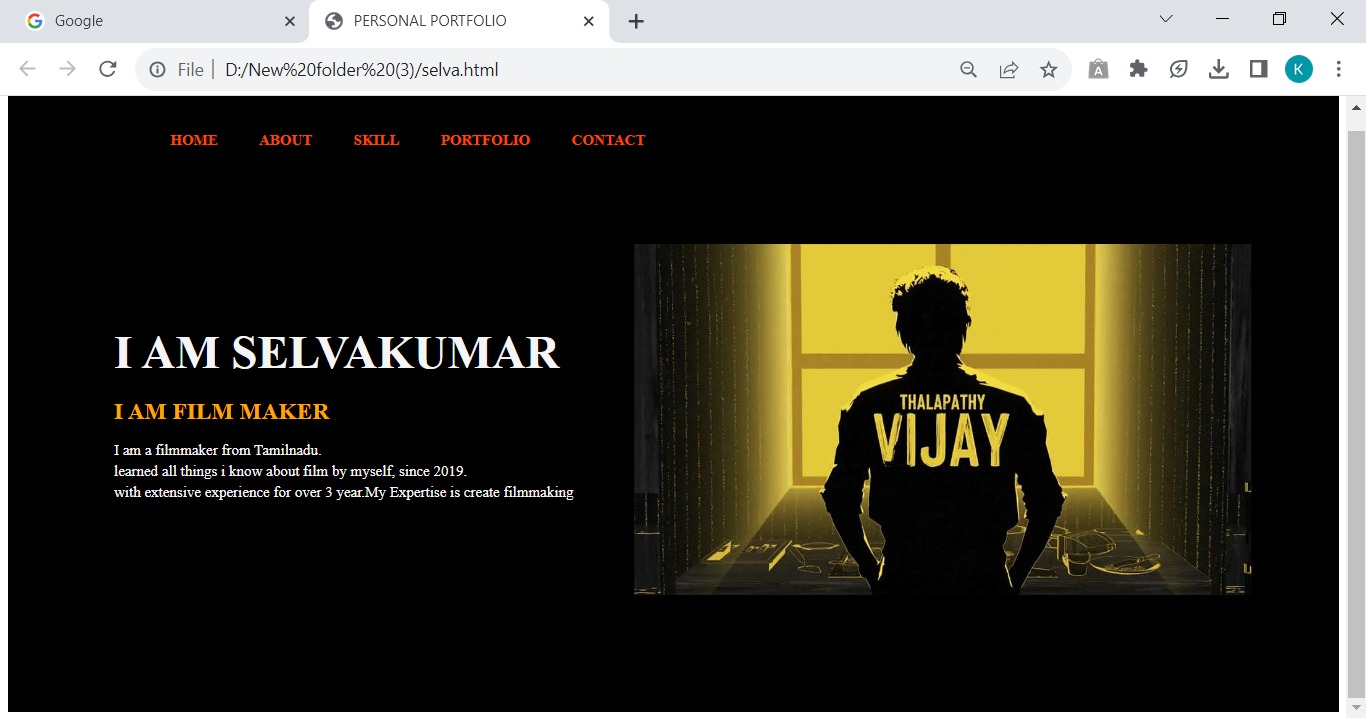 Google
PERSONAL PORTFOLIO
File | D:/New%20folder%20(3)/selva.html
A
K
HOME ABOUT SKILL PORTFOLIO CONTACT
I AM SELVAKUMAR
I AM FILM MAKER
I am a filmmaker from Tamilnadu.
learned all things i know about film by myself, since 2019.
with extensive experience for over 3 year.My Expertise is create filmmaking
THALAPATHY
VIJAY